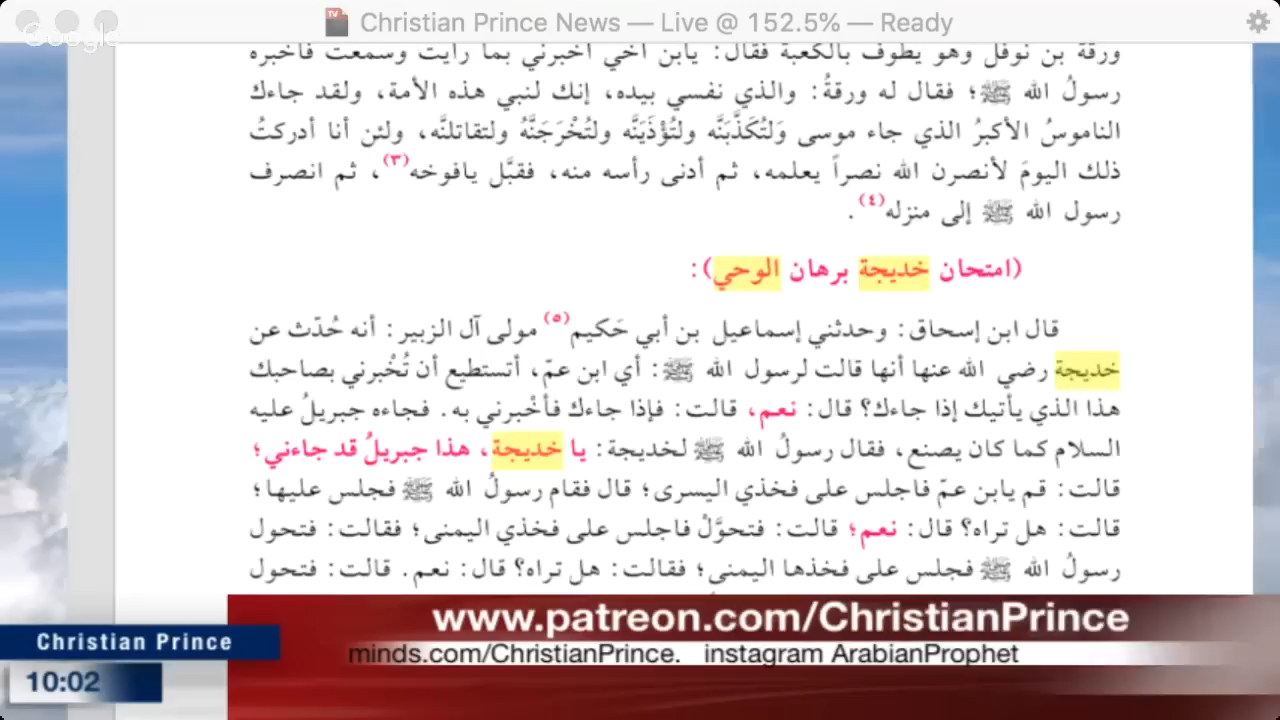 Christian Prince News — Live @ 152.5% — Ready
Google
ورقة بن نوفل وهو يطوف بالكعبة فقال: يابن أخي أخبرني بما رأيت وسمعت فأخبره
رسولُ الله ﷺ؛ فقال له ورقةُ: والذي نفسي بيده، إنك لنبي هذه الأمة، ولقد جاءك
الناموسُ الأكبرُ الذي جاء موسى وَلتُكَذَّبَنَّه ولتُؤْذَيَنَّه ولتُخْرَجَنَّهُ ولتقاتلنَّه، ولئن أنا أدركتُ
ذلك اليومَ لأنصرن الله نصراً يعلمه، ثم أدنى رأسه منه، فقبَّل يافوخه(٣)، ثم انصرف
رسول الله ﷺ إلى منزله(٤).
(امتحان خديجة برهان الوحي):
قال ابن إسحاق: وحدثني إسماعيل بن أبي حَكيم(٥) مولى آل الزبير: أنه حُدّث عن
خديجة رضي الله عنها أنها قالت لرسول الله ﷺ: أي ابن عمّ، أتستطيع أن تُخْبرني بصاحبك
هذا الذي يأتيك إذا جاءك؟ قال: نعم، قالت: فإذا جاءك فأخْبرني به. فجاءه جبريلُ عليه
السلام كما كان يصنع، فقال رسولُ الله ﷺ لخديجة: يا خديجة، هذا جبريلُ قد جاءني؛
قالت: قم يابن عمّ فاجلس على فخذي اليسرى؛ قال فقام رسولُ الله ﷺ فجلس عليها؛
قالت: هل تراه؟ قال: نعم؛ قالت: فتحوَّلْ فاجلس على فخذي اليمنى؛ فقالت: فتحول
رسولُ الله ﷺ فجلس على فخذها اليمنى؛ فقالت: هل تراه؟ قال: نعم. قالت: فتحول
www.patreon.com/ChristianPrince
Christian Prince
minds.com/ChristianPrince. instagram ArabianProphet
10:02